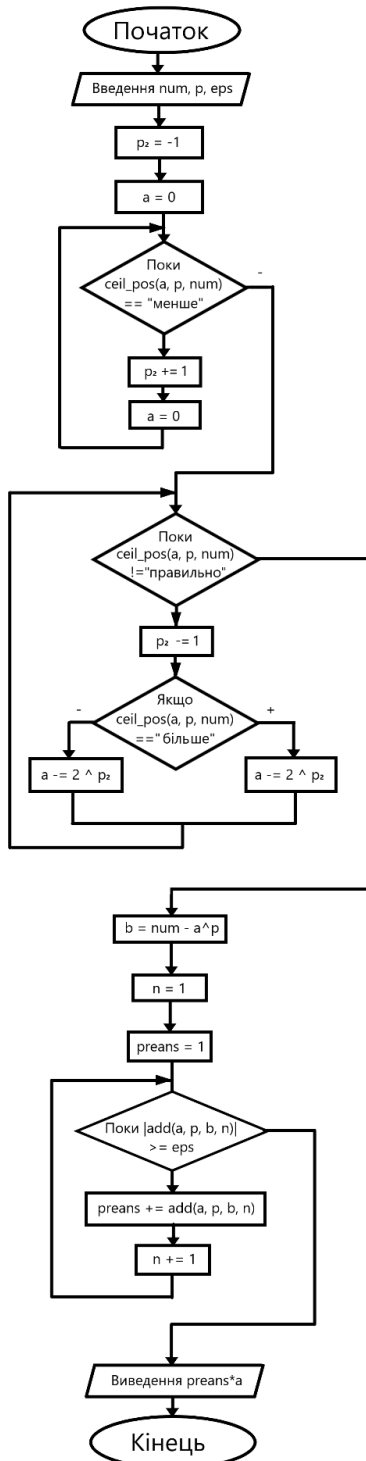 Початок
Введення num, p, eps
p₂ = -1
a = 0
Поки
ceil_pos(a, p, num)
== "менше"
-
p₂ += 1
a = 0
Поки
ceil_pos(a, p, num)
!="правильно"
p₂ -= 1
Якщо
ceil_pos(a, p, num)
=="більше"
-
+
a -= 2 ^ p₂
a -= 2 ^ p₂
b = num - a^p
n = 1
preans = 1
Поки |add(a, p, b, n)|
>= eps
preans += add(a, p, b, n)
n += 1
Виведення preans*a
Кінець